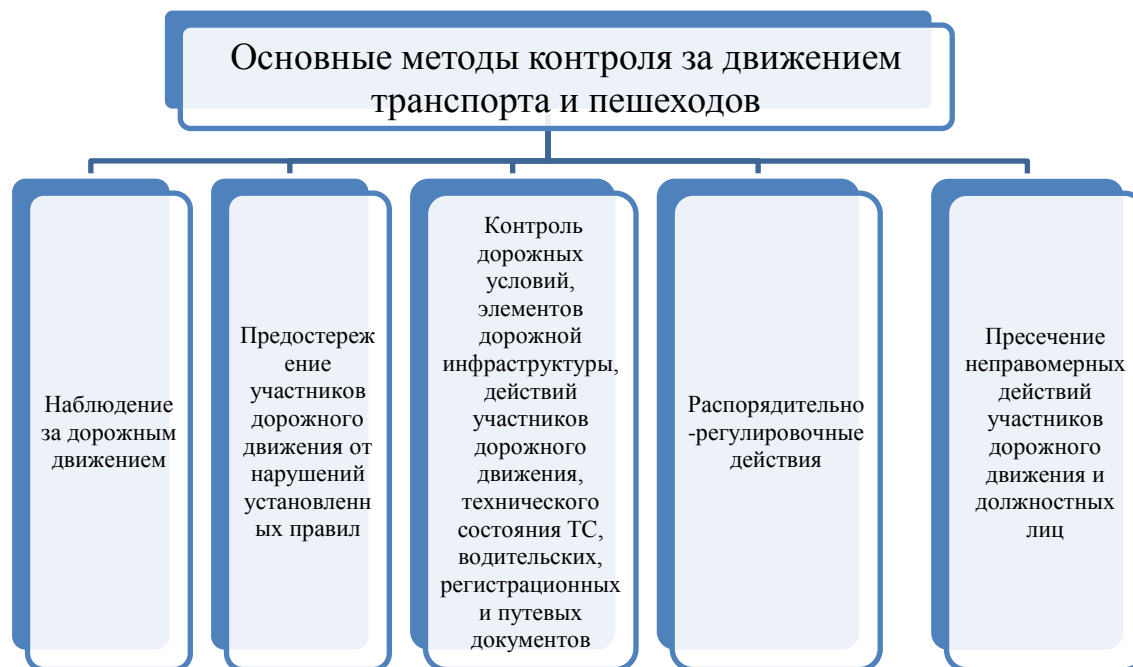 Основные методы контроля за движением
транспорта и пешеходов
Наблюдение
за дорожным
движением
Предостереж
ение
участников
дорожного
движения от
нарушений
установленн
ых правил
Контроль
дорожных
условий,
элементов
дорожной
инфраструктуры,
действий
участников
дорожного
движения,
технического
состояния ТС,
водительских,
регистрационных
и путевых
документов
Распорядительно
-регулировочные
действия
Пресечение
неправомерных
действий
участников
дорожного
движения и
должностных
лиц